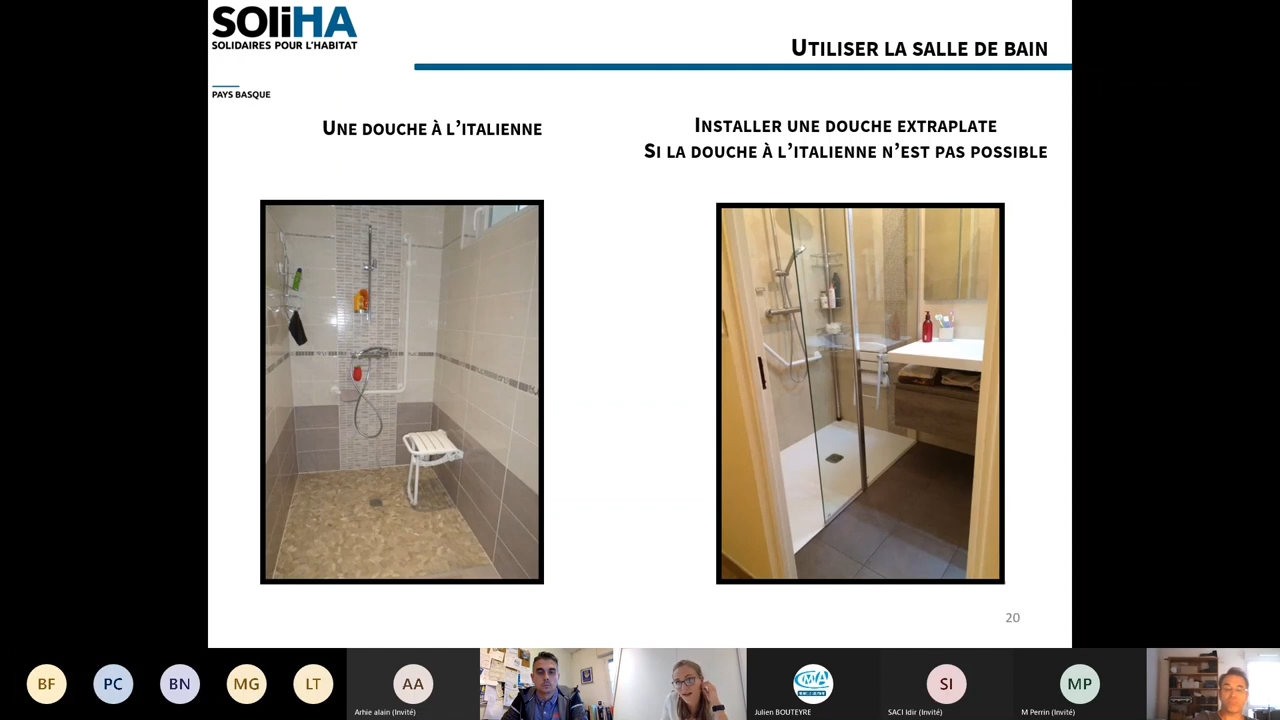 SOliHA
SOLIDAIRES POUR L'HABITAT
PAYS BASQUE
UTILISER LA SALLE DE BAIN
UNE DOUCHE À L'ITALIENNE
INSTALLER UNE DOUCHE EXTRAPLATE
SI LA DOUCHE À L'ITALIENNE N'EST PAS POSSIBLE
20
BF
PC
BN
MG
LT
AA
Arhie alain (Invité)
CMA
Julien BOUTEYRE
SI
SACI Idir (Invité)
MP
M Perrin (Invité)